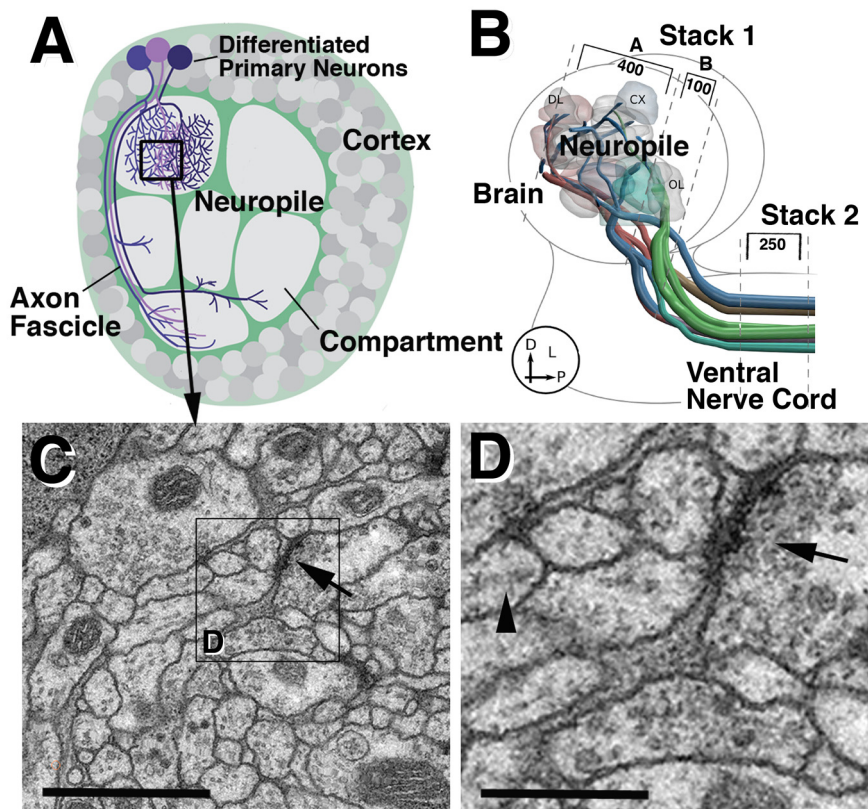 A
Differentiated
Primary Neurons
Cortex
Neuropile
Axon
Fascicle
Compartment
B
Stack 1
A
400
B
100
DL
CX
Neuropile
OL
Brain
Stack 2
250
D
L
P
Ventral
Nerve Cord
C
D
D